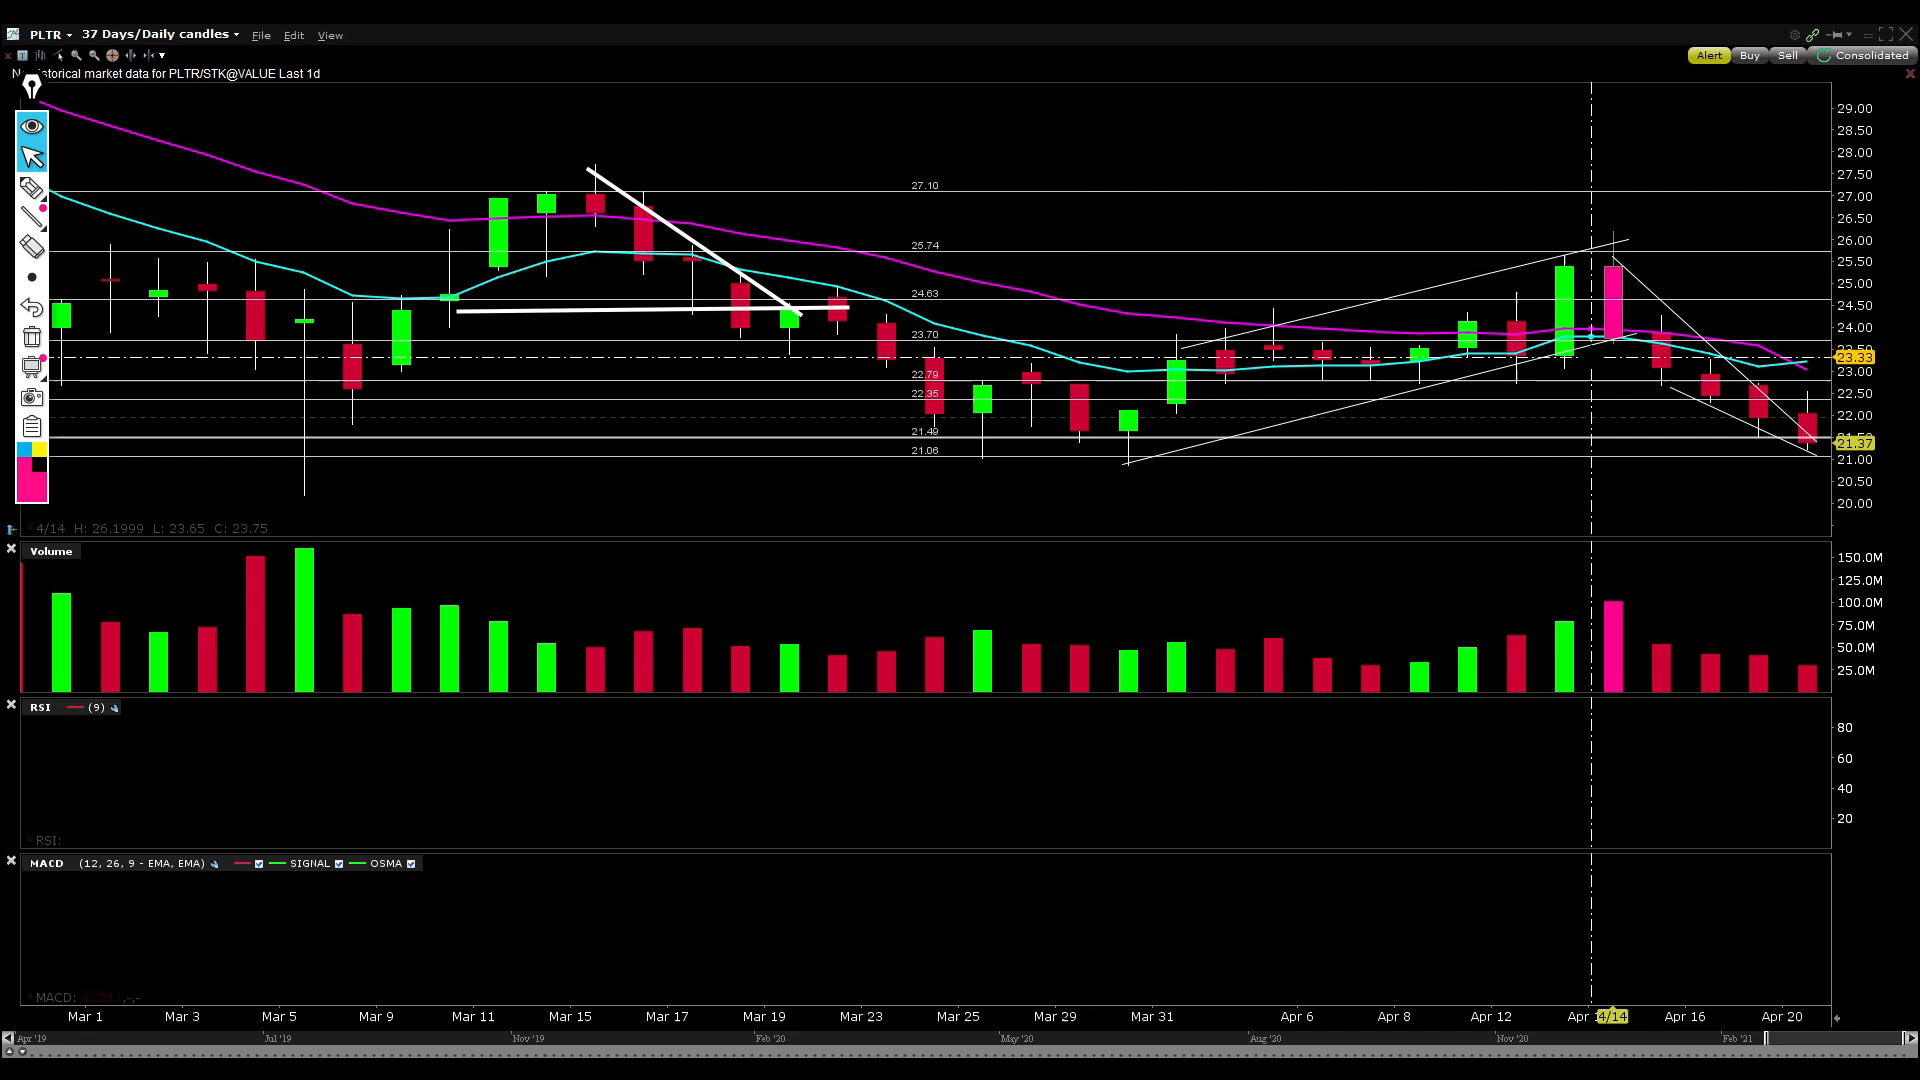 PLTR 37 Days/Daily candles File Edit View
Alert Buy Sell Consolidated
storical market data for PLTR/STK@VALUE Last 1d
29.00
28.50
28.00
27.50
27.00
26.50
26.00
25.50
25.00
24.50
24.00
23.33
23.00
22.50
22.00
21.37
21.00
20.50
20.00
27.10
25.74
24.63
23.70
22.79
22.35
21.49
21.06
4/14 H: 26.1999 L: 23.65 C: 23.75
Volume
150.0M
125.0M
100.0M
75.0M
50.0M
25.0M
RSI (9)
80
60
40
20
RSI:
MACD (12, 26, 9 - EMA, EMA) SIGNAL OSMA
MACD:
Mar 1 Mar 3 Mar 5 Mar 9 Mar 11 Mar 15 Mar 17 Mar 19 Mar 23 Mar 25 Mar 29 Mar 31 Apr 6 Apr 8 Apr 12 4/14 Apr 16 Apr 20
Apr '19 Jul '19 Nov '19 Feb '20 May '20 Aug '20 Nov '20 Feb '21